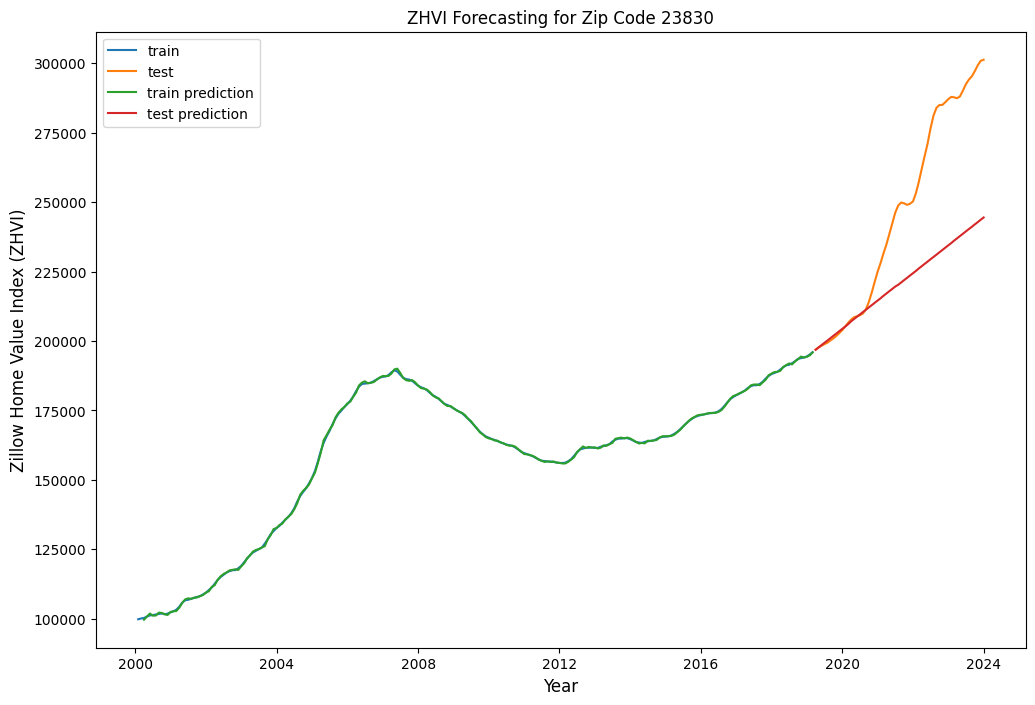 ZHVI Forecasting for Zip Code 23830
train
test
train prediction
test prediction
Zillow Home Value Index (ZHVI)
300000
275000
250000
225000
200000
175000
150000
125000
100000
2000 2004 2008 2012 2016 2020 2024
Year